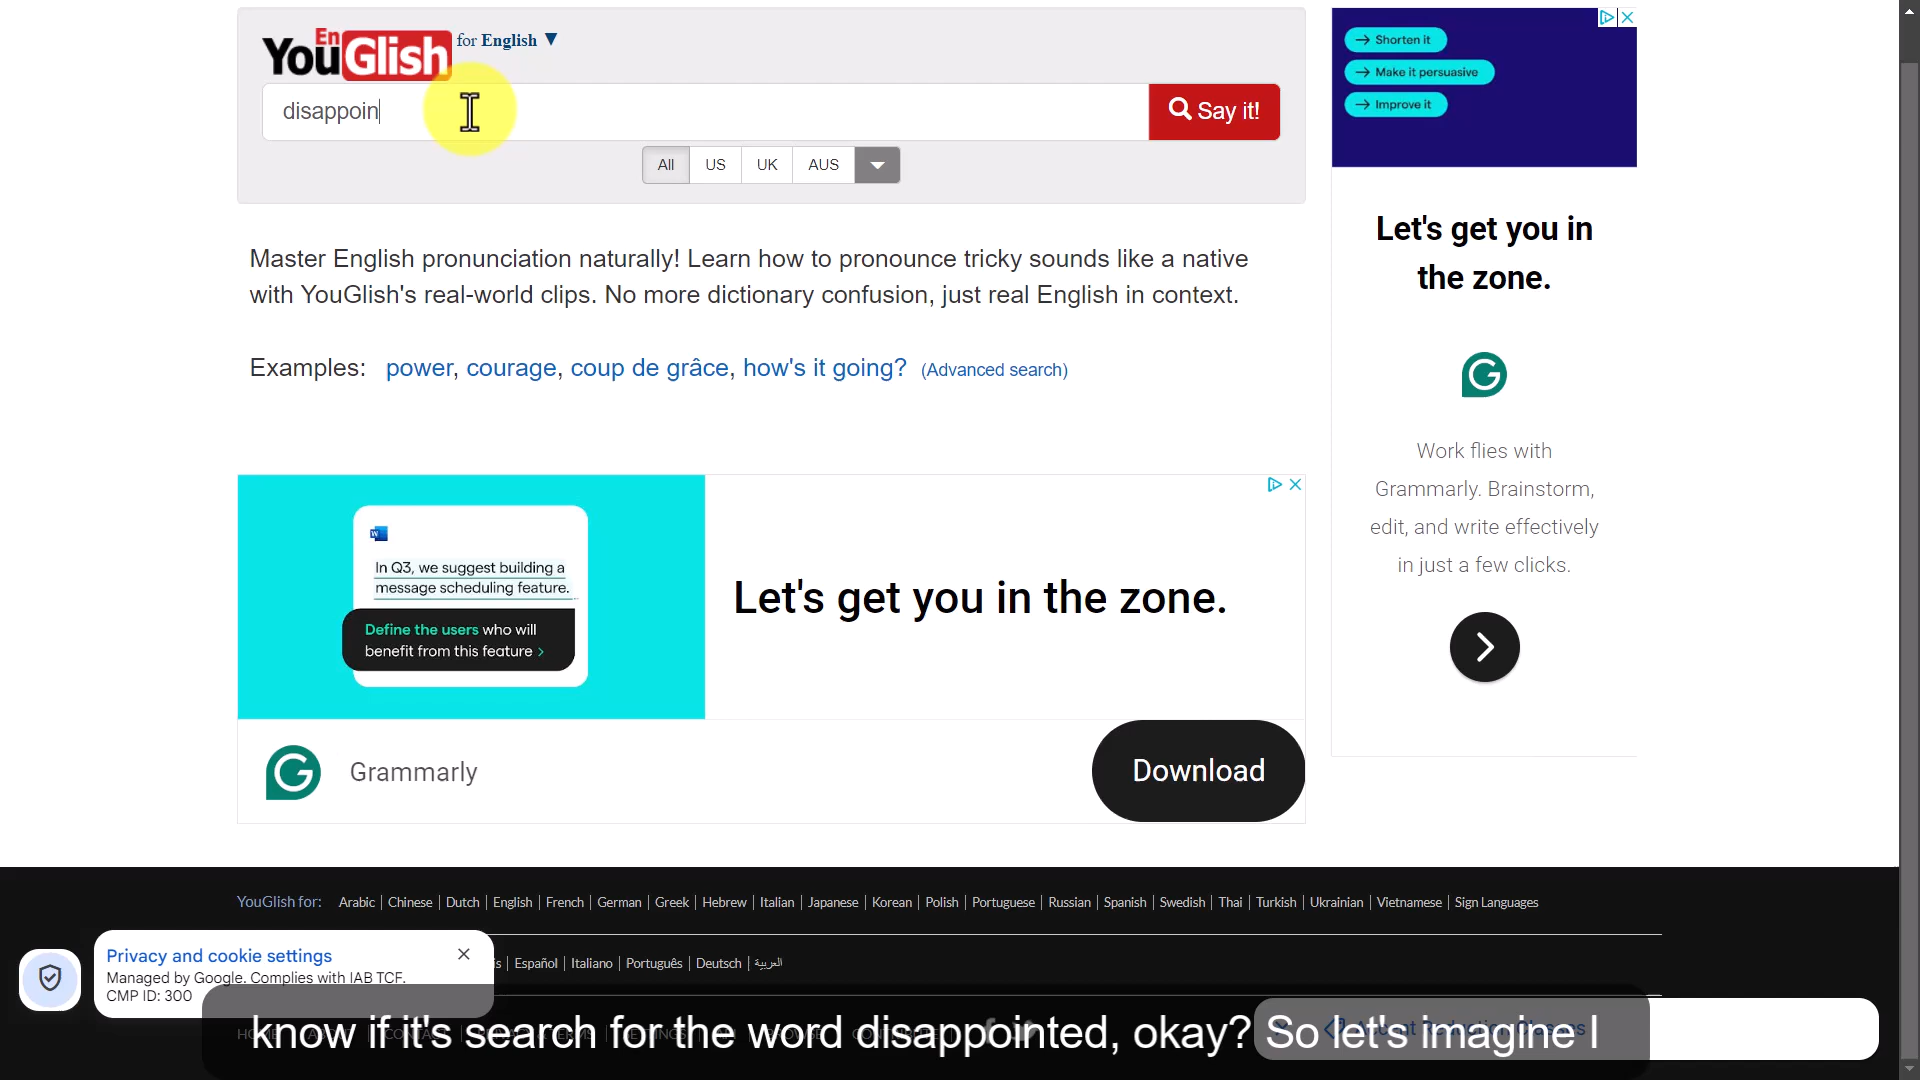 YouEnGlish for English ▼
disappoin
Say it!
All US UK AUS
Master English pronunciation naturally! Learn how to pronounce tricky sounds like a native
with YouGlish's real-world clips. No more dictionary confusion, just real English in context.
Examples: power, courage, coup de grâce, how's it going? (Advanced search)
In Q3, we suggest building a
message scheduling feature.
Define the users who will
benefit from this feature >
Let's get you in the zone.
Grammarly
Download
→ Shorten it
→ Make it persuasive
→ Improve it
Let's get you in
the zone.
Work flies with
Grammarly. Brainstorm,
edit, and write effectively
in just a few clicks.
YouGlish for: Arabic | Chinese | Dutch | English | French | German | Greek | Hebrew | Italian | Japanese | Korean | Polish | Portuguese | Russian | Spanish | Swedish | Thai | Turkish | Ukrainian | Vietnamese | Sign Languages
Español | Italiano | Português | Deutsch | العربية
Privacy and cookie settings
Managed by Google. Complies with IAB TCF.
CMP ID: 300
know if it's search for the word disappointed, okay? So let's imagine I